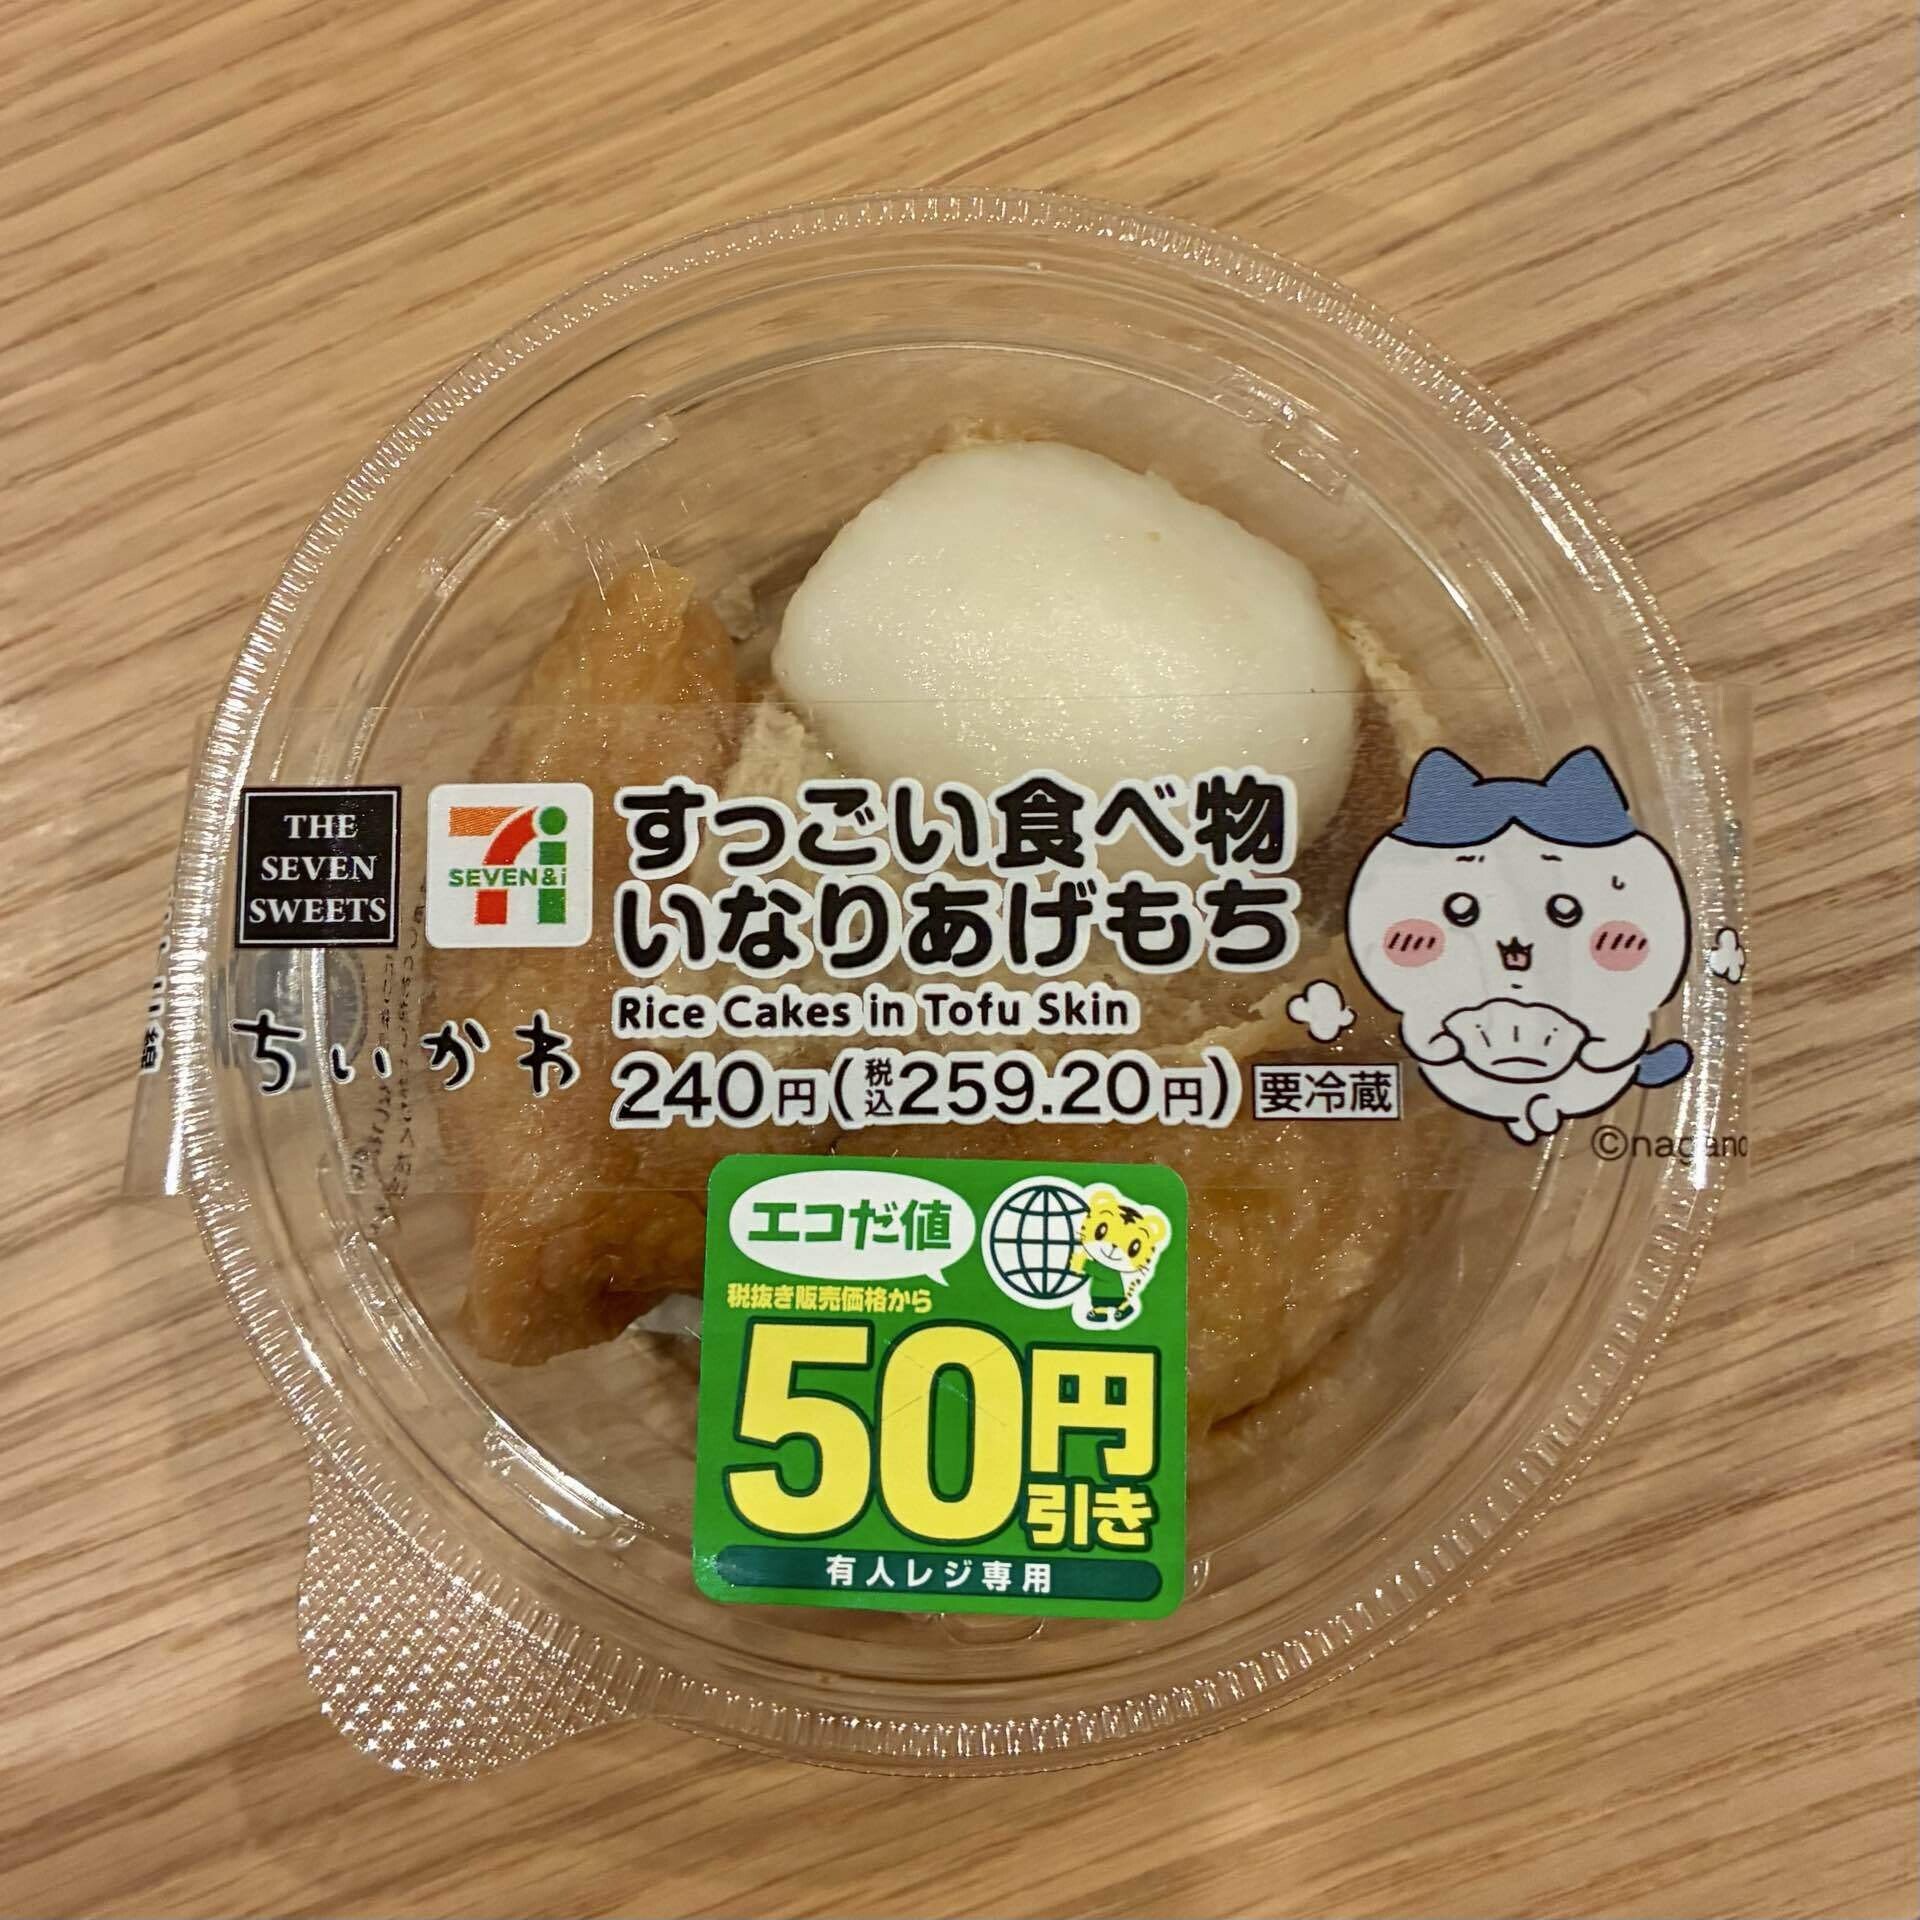 THE
SEVEN
SWEETS
SEVEN&i
ちいかわ
すっごい食べ物
いなりあげもち
Rice Cakes in Tofu Skin
240円(税込259.20円) 要冷蔵
©nagano
エコだ値
税抜き販売価格から
50円
引き
有人レジ専用